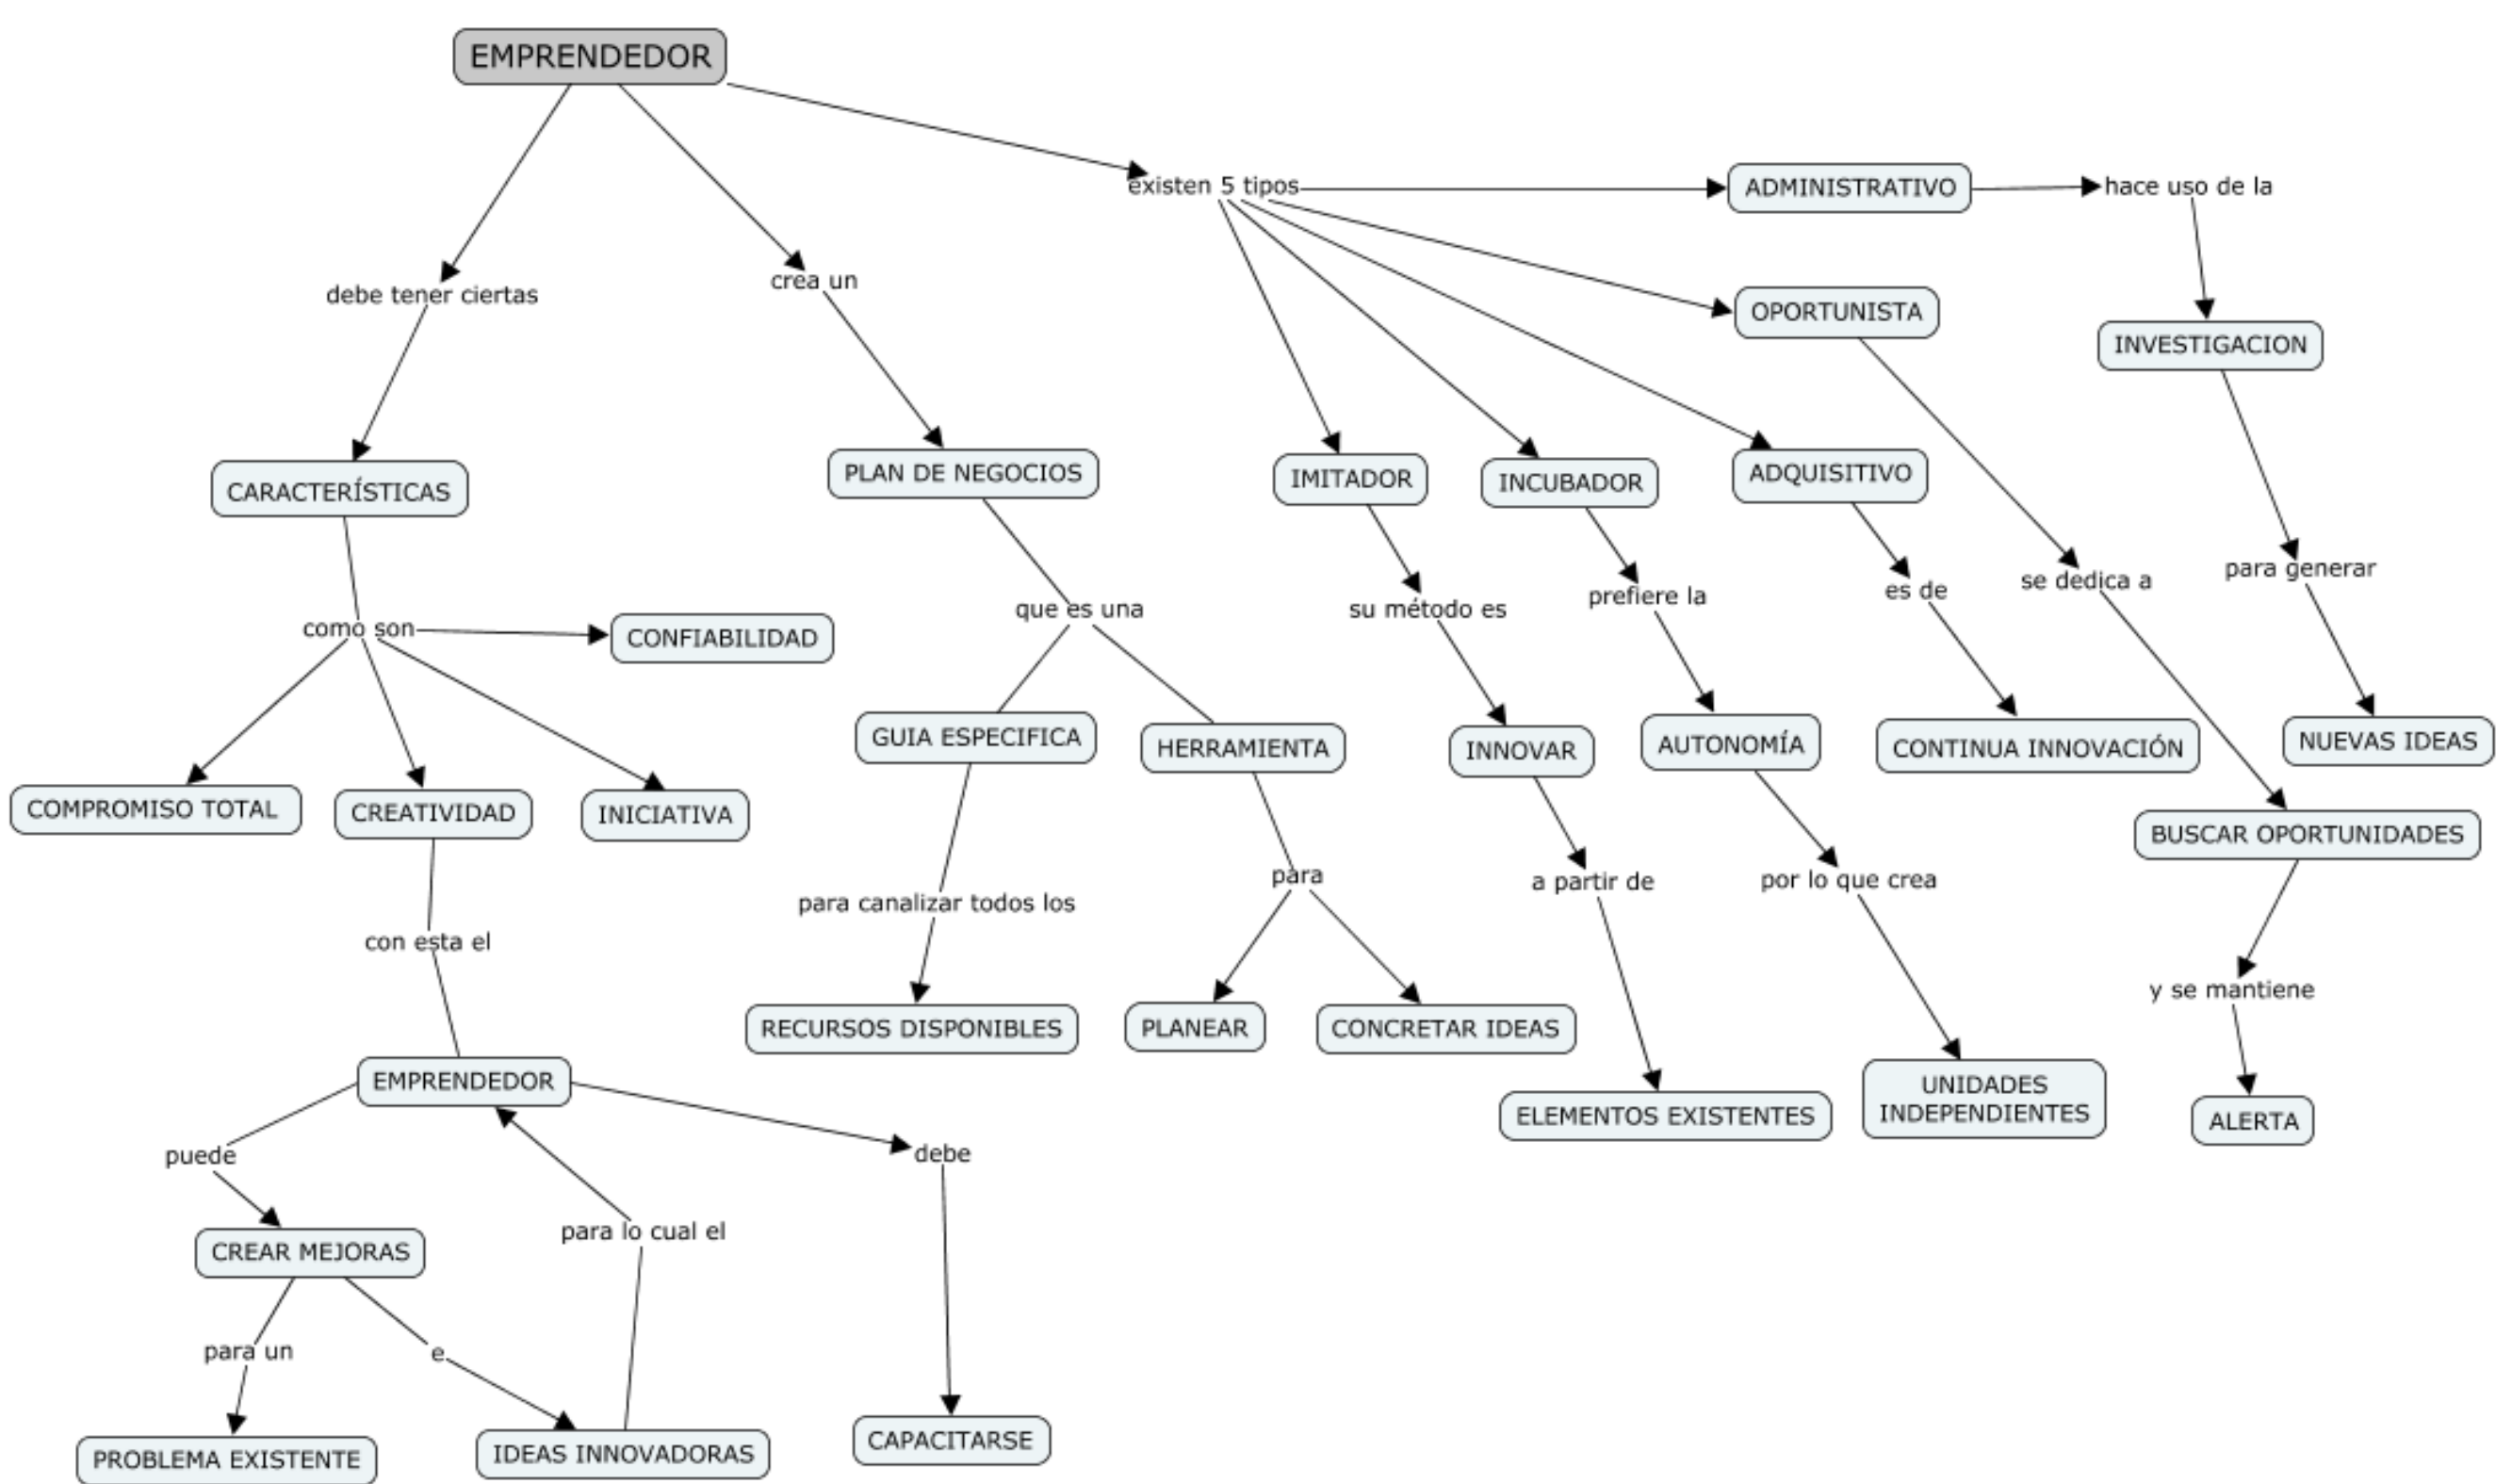 EMPRENDEDOR
existen 5 tipos
ADMINISTRATIVO
hace uso de la
debe tener ciertas
crea un
OPORTUNISTA
INVESTIGACION
CARACTERÍSTICAS
PLAN DE NEGOCIOS
IMITADOR
INCUBADOR
ADQUISITIVO
como son
CONFIABILIDAD
que es una
su método es
prefiere la
es de
se dedica a
para generar
COMPROMISO TOTAL
CREATIVIDAD
INICIATIVA
GUIA ESPECIFICA
HERRAMIENTA
INNOVAR
AUTONOMÍA
CONTINUA INNOVACIÓN
NUEVAS IDEAS
BUSCAR OPORTUNIDADES
con esta el
para canalizar todos los
para
a partir de
por lo que crea
y se mantiene
RECURSOS DISPONIBLES
PLANEAR
CONCRETAR IDEAS
ELEMENTOS EXISTENTES
UNIDADES
INDEPENDIENTES
ALERTA
EMPRENDEDOR
puede
debe
para lo cual el
CREAR MEJORAS
para un
e
PROBLEMA EXISTENTE
IDEAS INNOVADORAS
CAPACITARSE